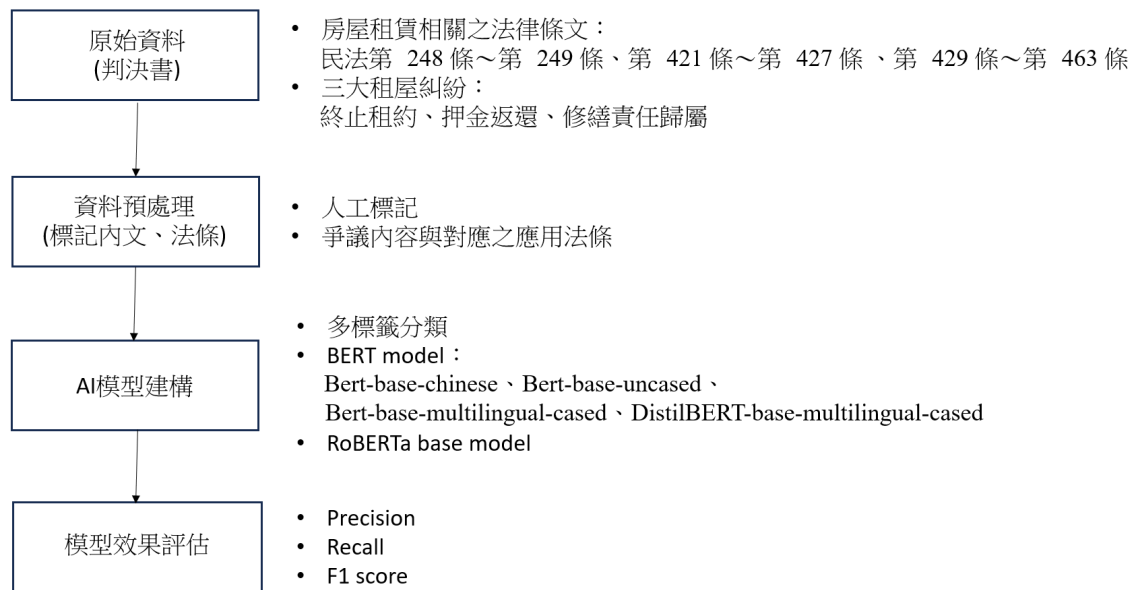 原始資料
(判決書)
• 房屋租賃相關之法律條文：
民法第 248 條～第 249 條、第 421 條～第 427 條 、第 429 條～第 463 條
• 三大租屋糾紛：
終止租約、押金返還、修繕責任歸屬
資料預處理
(標記內文、法條)
• 人工標記
• 爭議內容與對應之應用法條
AI模型建構
• 多標籤分類
• BERT model：
Bert-base-chinese、Bert-base-uncased、
Bert-base-multilingual-cased、DistilBERT-base-multilingual-cased
• RoBERTa base model
模型效果評估
• Precision
• Recall
• F1 score